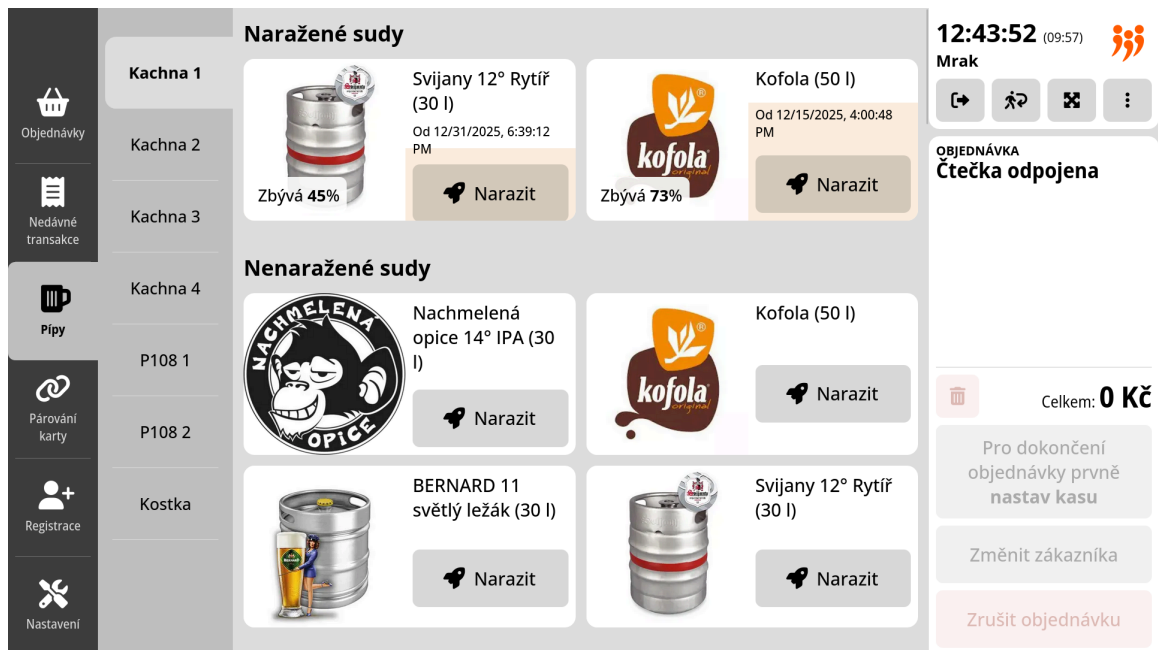 Objednávky
Nedávné
transakce
Pípy
Párování
karty
Registrace
Nastavení
Kachna 1
Kachna 2
Kachna 3
Kachna 4
P108 1
P108 2
Kostka
Naražené sudy
Svijany 12° Rytíř
(30 l)
Od 12/31/2025, 6:39:12
PM
Zbývá 45%
Narazit
kofola
original
Kofola (50 l)
Od 12/15/2025, 4:00:48
PM
Zbývá 73%
Narazit
Nenaražené sudy
NACHMELENÁ
OPICE
Nachmelená
opice 14° IPA (30
l)
Narazit
kofola
original
Kofola (50 l)
Narazit
BERNARD 11
světlý ležák (30 l)
Narazit
Svijany 12° Rytíř
(30 l)
Narazit
12:43:52 (09:57)
Mrak
OBJEDNÁVKA
Čtečka odpojena
Celkem: 0 Kč
Pro dokončení
objednávky prvně
nastav kasu
Změnit zákazníka
Zrušit objednávku